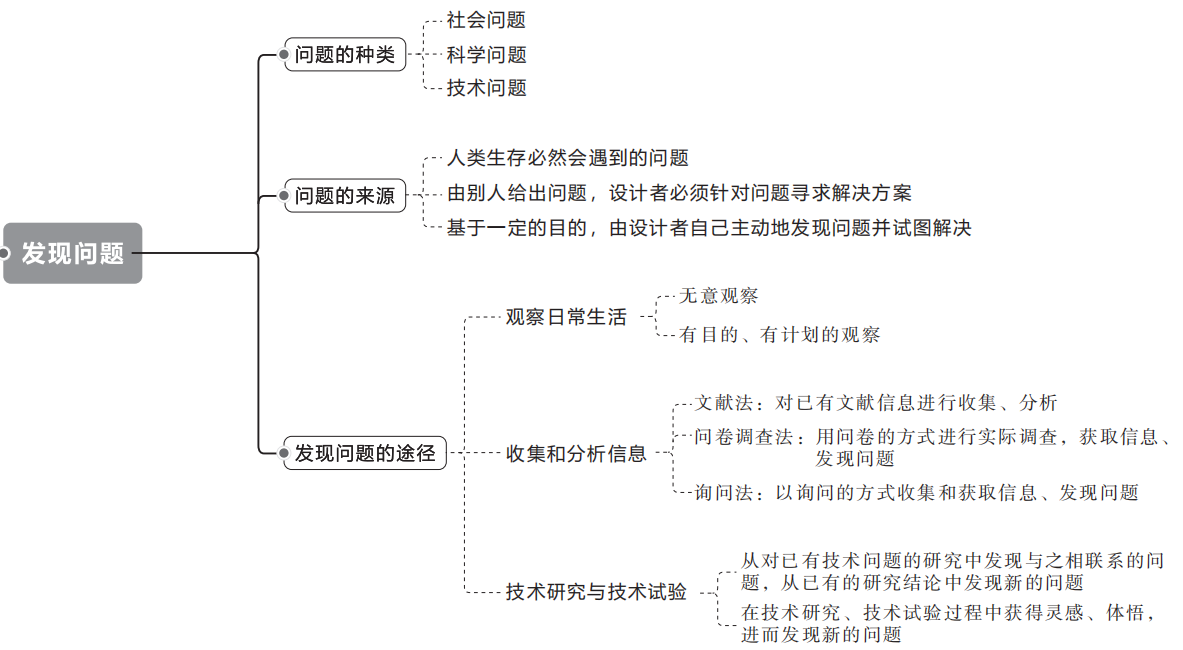 发现问题
问题的种类
社会问题
科学问题
技术问题
问题的来源
人类生存必然会遇到的问题
由别人给出问题，设计者必须针对问题寻求解决方案
基于一定的目的，由设计者自己主动地发现问题并试图解决
发现问题的途径
观察日常生活
无意观察
有目的、有计划的观察
收集和分析信息
文献法：对已有文献信息进行收集、分析
问卷调查法：用问卷的方式进行实际调查，获取信息、
发现问题
询问法：以询问的方式收集和获取信息、发现问题
技术研究与技术试验
从对已有技术问题的研究中发现与之相联系的问
题，从已有的研究结论中发现新的问题
在技术研究、技术试验过程中获得灵感、体悟，
进而发现新的问题